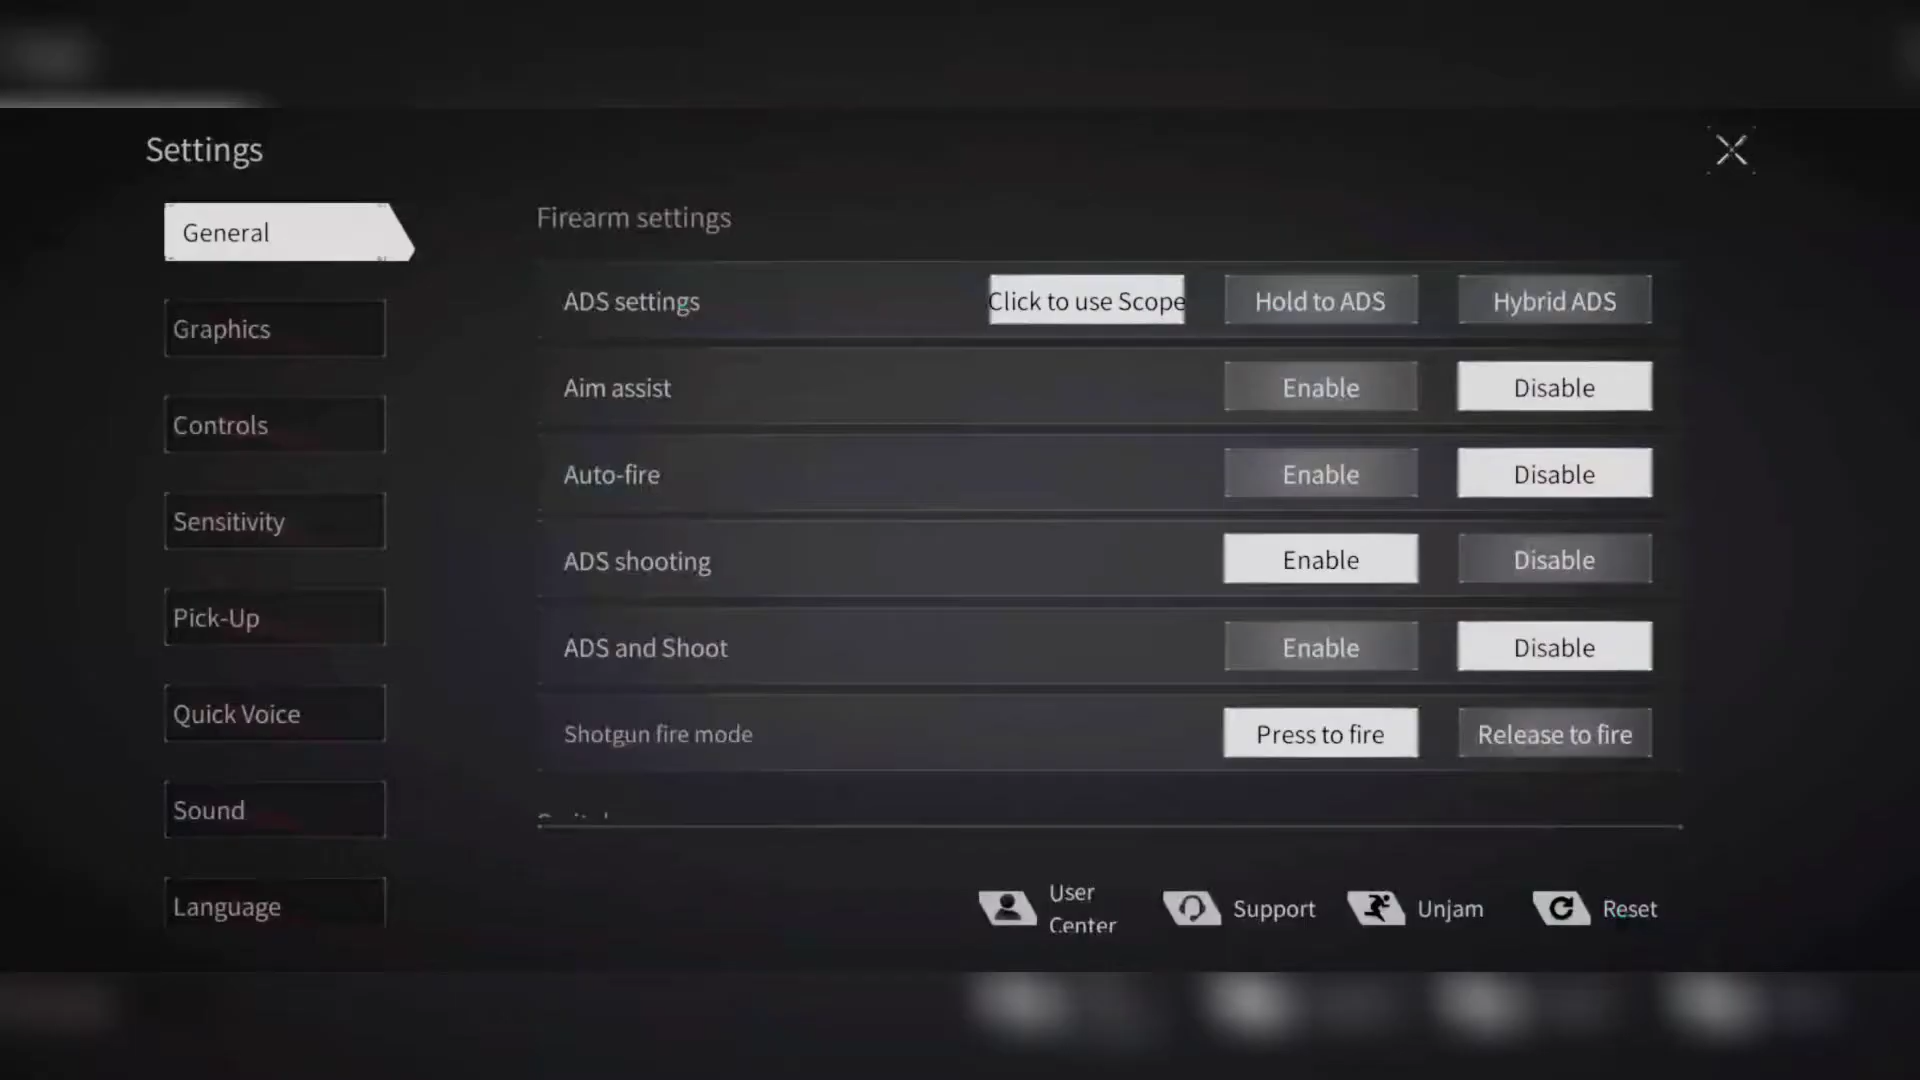 Settings
General
Graphics
Controls
Sensitivity
Pick-Up
Quick Voice
Sound
Language
Firearm settings
ADS settings Click to use Scope Hold to ADS Hybrid ADS
Aim assist Enable Disable
Auto-fire Enable Disable
ADS shooting Enable Disable
ADS and Shoot Enable Disable
Shotgun fire mode Press to fire Release to fire
User Center Support Unjam Reset